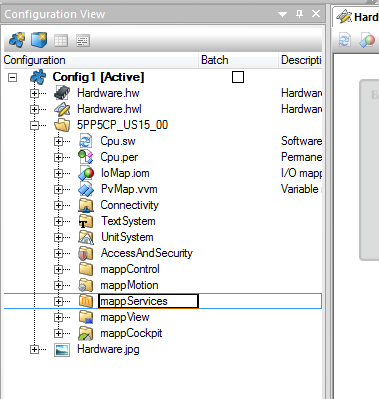 Configuration View
Hard
Configuration Batch Descripti
Config1 [Active]
Hardware.hw Hardwar
Hardware.hwl Hardwar
5PP5CP_US15_00
Cpu.sw Software
Cpu.per Permane
IoMap.iom I/O mapp
PvMap.vvm Variable
Connectivity
TextSystem
UnitSystem
AccessAndSecurity
mappControl
mappMotion
mappServices
mappView
mappCockpit
Hardware.jpg